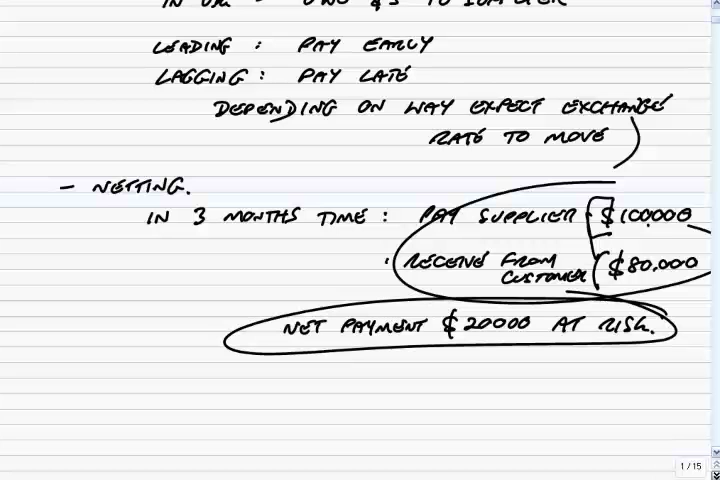 LEADING : PAY EARLY
LAGGING : PAY LATE
DEPENDING ON WAY EXPECT EXCHANGE
RATE TO MOVE
- NETTING.
IN 3 MONTHS TIME : PAY SUPPLIER $100.000
: RECEIVE FROM
CUSTOMER $80.000
NET PAYMENT $20000 AT RISK.
1 / 15